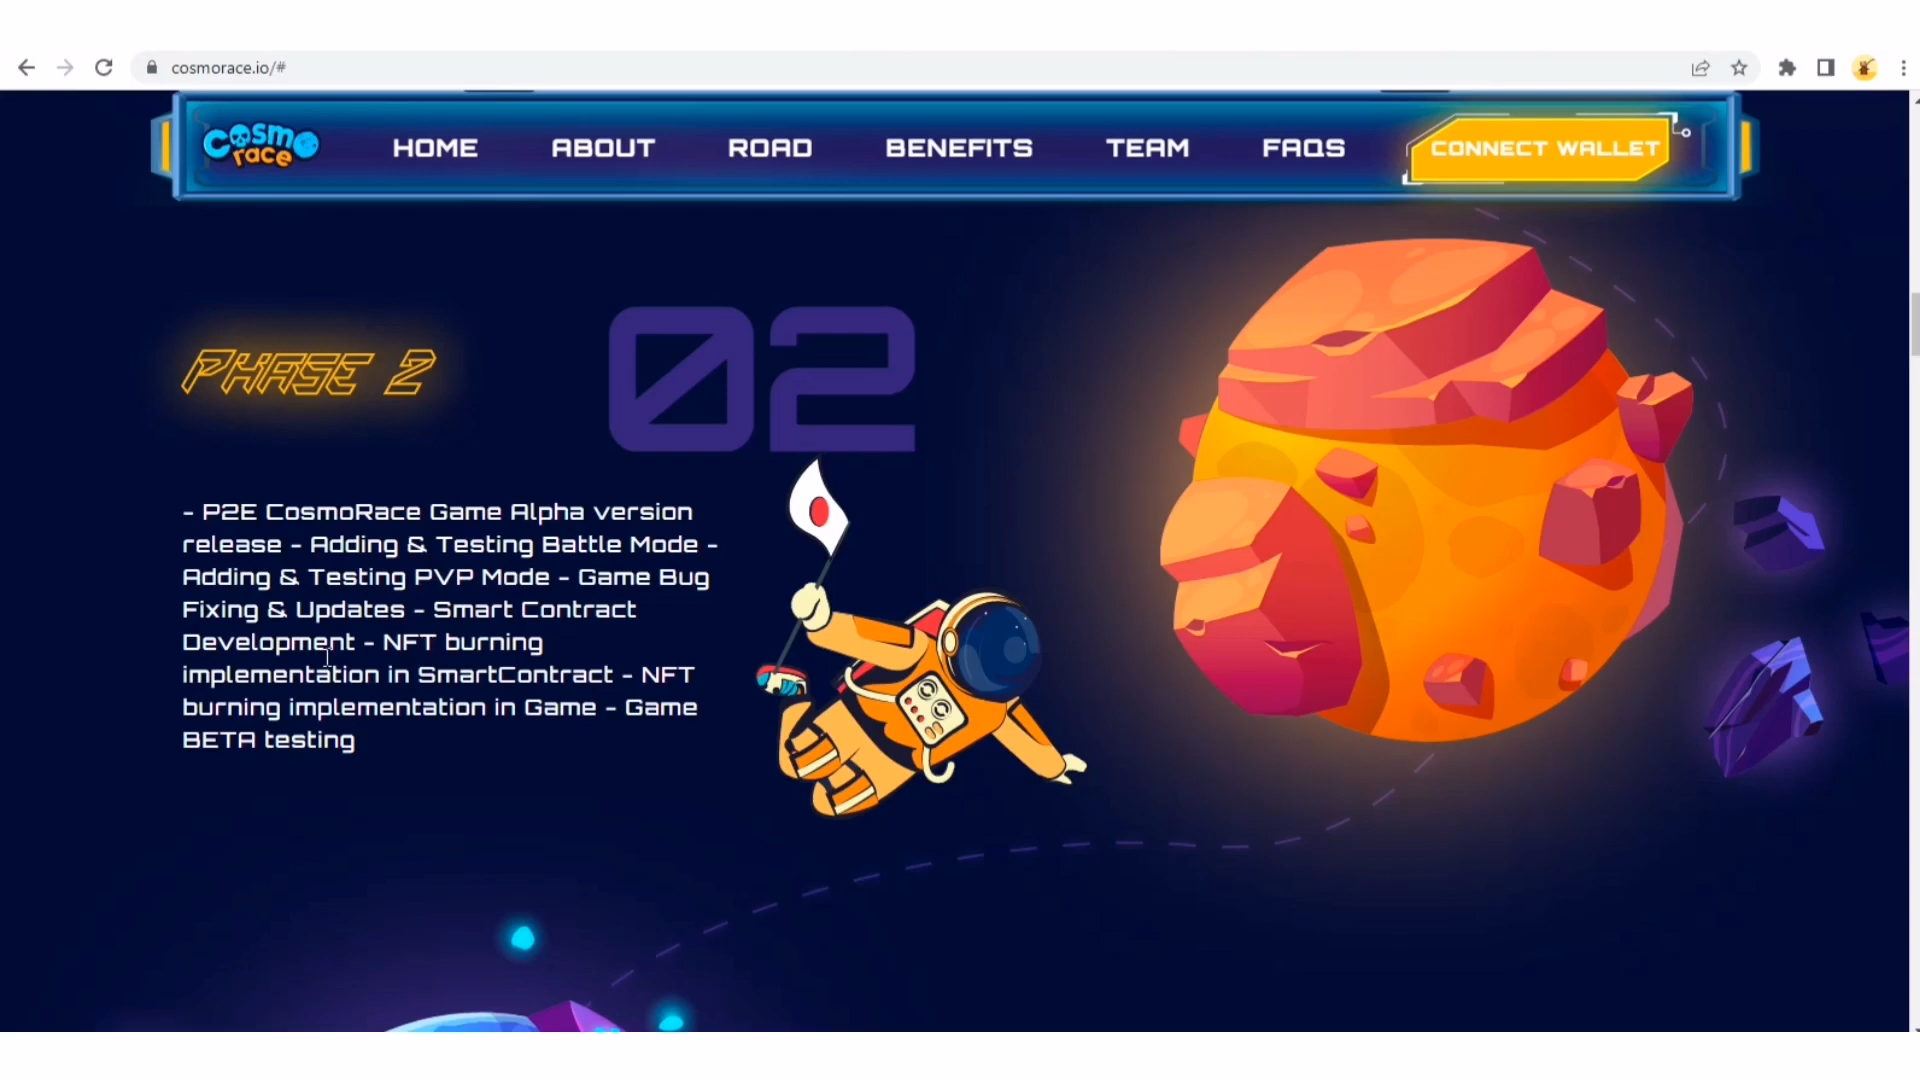 cosmorace.io/#
Cosmo
race
HOME
ABOUT
ROAD
BENEFITS
TEAM
FAQS
CONNECT WALLET
PHASE 2
02
- P2E CosmoRace Game Alpha version
release - Adding & Testing Battle Mode -
Adding & Testing PVP Mode - Game Bug
Fixing & Updates - Smart Contract
Development - NFT burning
implementation in SmartContract - NFT
burning implementation in Game - Game
BETA testing